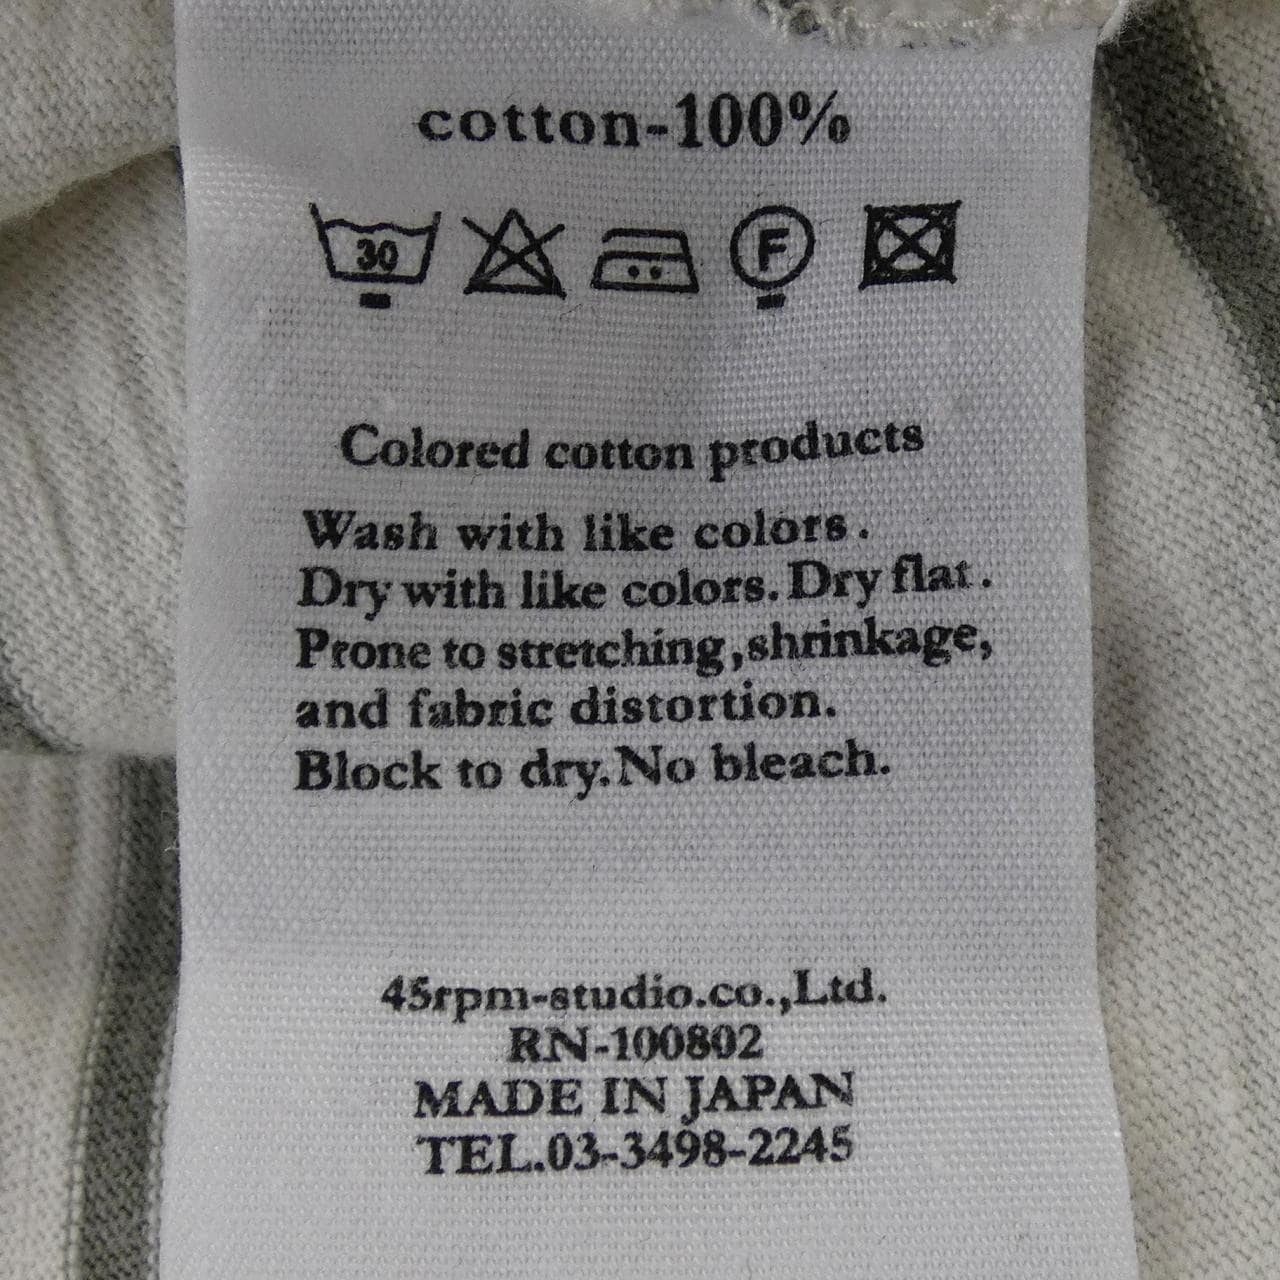 cotton-100%
30 F
Colored cotton products
Wash with like colors.
Dry with like colors. Dry flat.
Prone to stretching, shrinkage,
and fabric distortion.
Block to dry. No bleach.
45rpm-studio.co.,Ltd.
RN-100802
MADE IN JAPAN
TEL.03-3498-2245